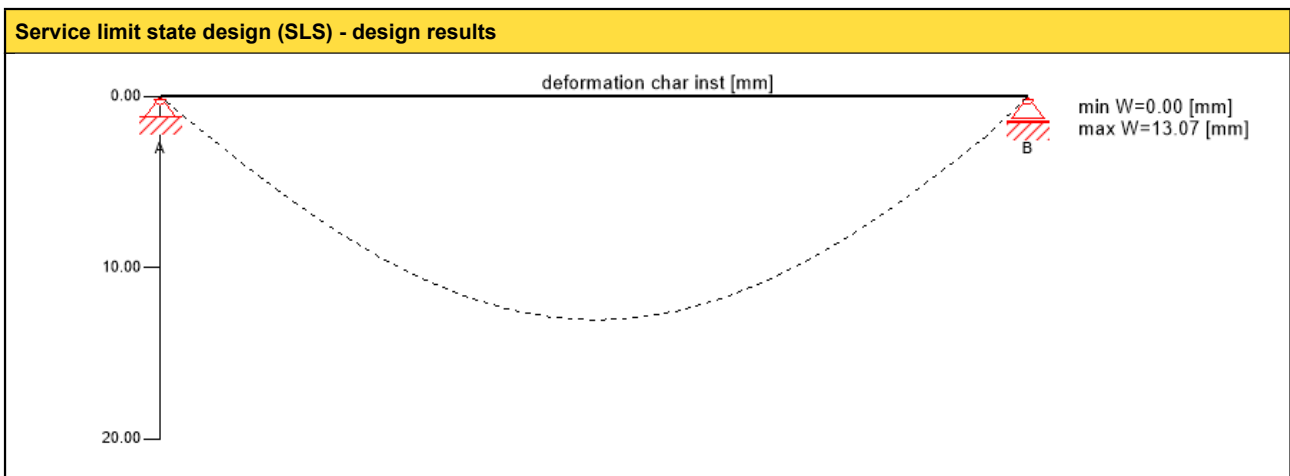 Service limit state design (SLS) - design results
deformation char inst [mm]
0.00
min W=0.00 [mm]
max W=13.07 [mm]
A
B
10.00
20.00